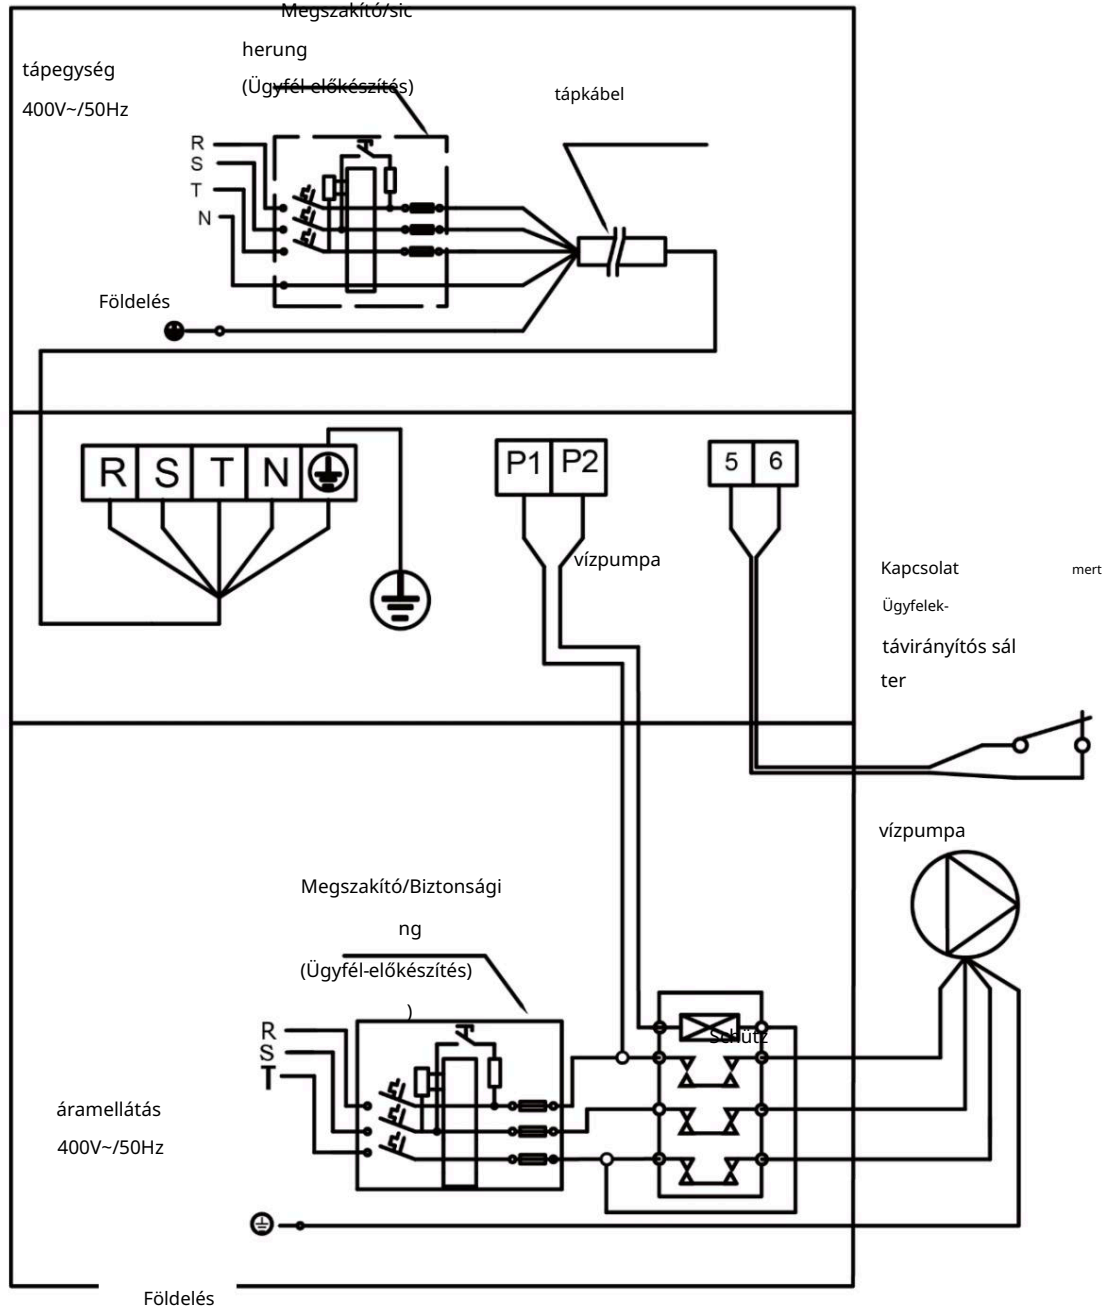 Megszakító/sic
herung
(Ügyfél-előkészítés)
tápegység
400V~/50Hz
tápkábel
R
S
T
N
Földelés
R S T N
P1 P2
5 6
vízpumpa
Kapcsolat mert
Ügyfelek-
távirányítós sál
ter
vízpumpa
Megszakító/Biztonsági
ng
(Ügyfél-előkészítés)
)
Schütz
R
S
T
áramellátás
400V~/50Hz
Földelés